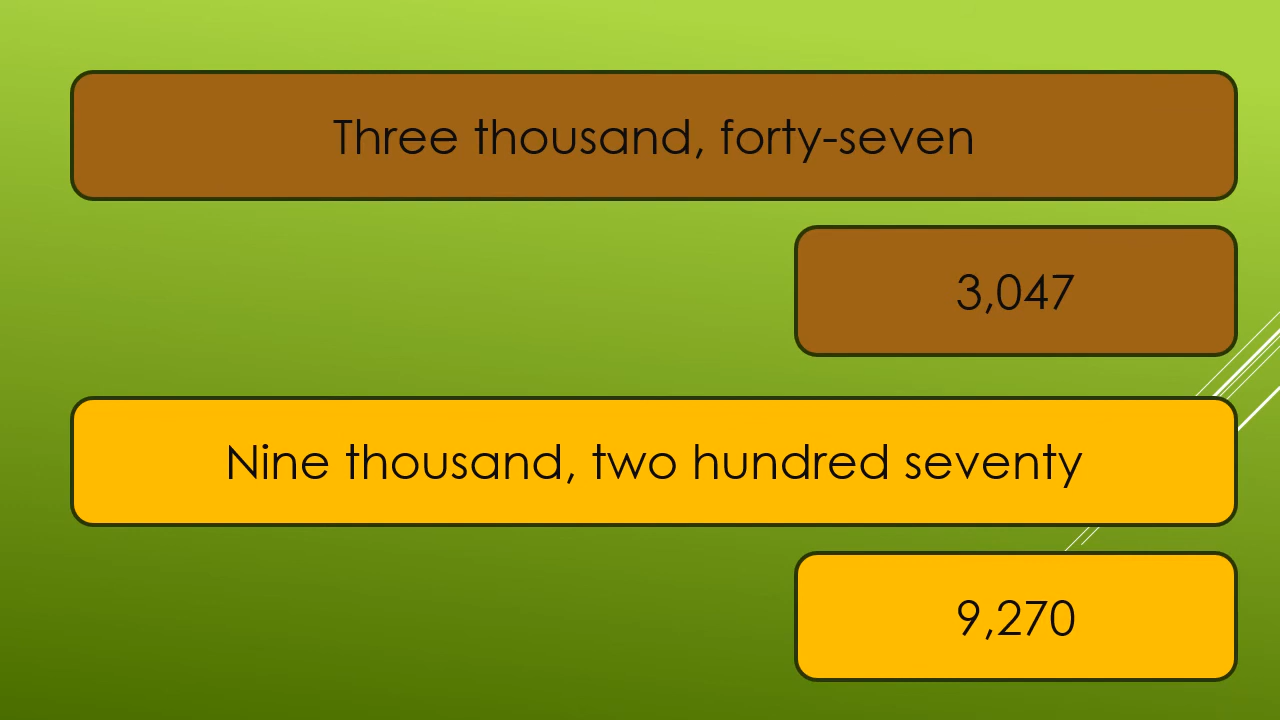 Three thousand, forty-seven
3,047
Nine thousand, two hundred seventy
9,270